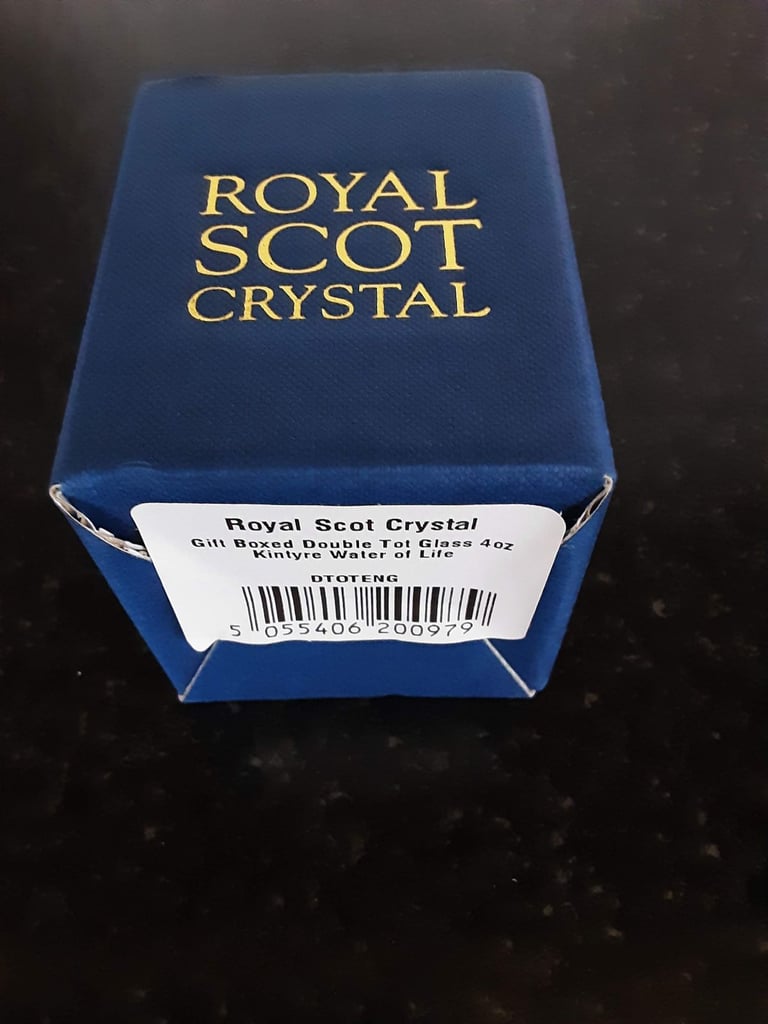 ROYAL
SCOT
CRYSTAL
Royal Scot Crystal
Gift Boxed Double Tot Glass 4oz
Kintyre Water of Life
DTOTENG
5 055406 200979